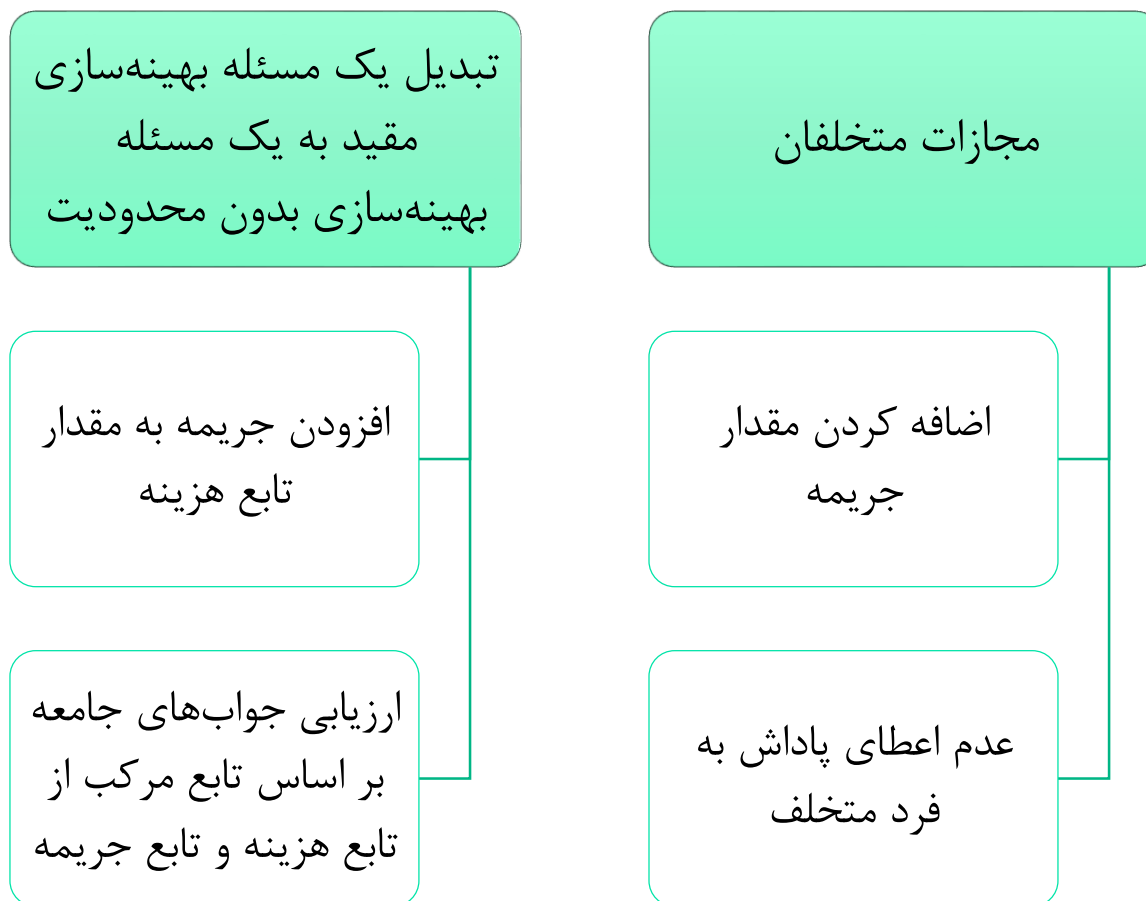 مجازات متخلفان
اضافه کردن مقدار
جریمه
عدم اعطای پاداش به
فرد متخلف
تبدیل یک مسئله بهینه‌سازی
مقید به یک مسئله
بهینه‌سازی بدون محدودیت
افزودن جریمه به مقدار
تابع هزینه
ارزیابی جواب‌های جامعه
بر اساس تابع مرکب از
تابع هزینه و تابع جریمه